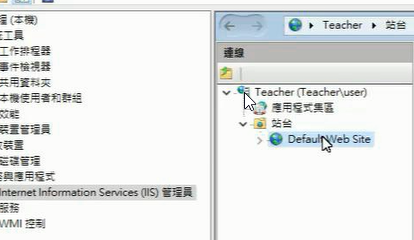 (本機)
工具
工作排程器
事件檢視器
共用資料夾
本機使用者和群組
效能
裝置管理員
存裝置
磁碟管理
服務與應用程式
Internet Information Services (IIS) 管理員
服務
WMI 控制
Teacher 站台
連線
Teacher (Teacher\user)
應用程式集區
站台
Default Web Site